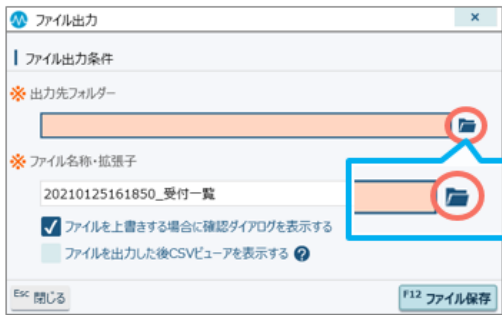 ファイル出力
×
ファイル出力条件
※ 出力先フォルダー
※ ファイル名称・拡張子
20210125161850_受付一覧
ファイルを上書きする場合に確認ダイアログを表示する
ファイルを出力した後CSVビューアを表示する ?
Esc 閉じる
F12 ファイル保存